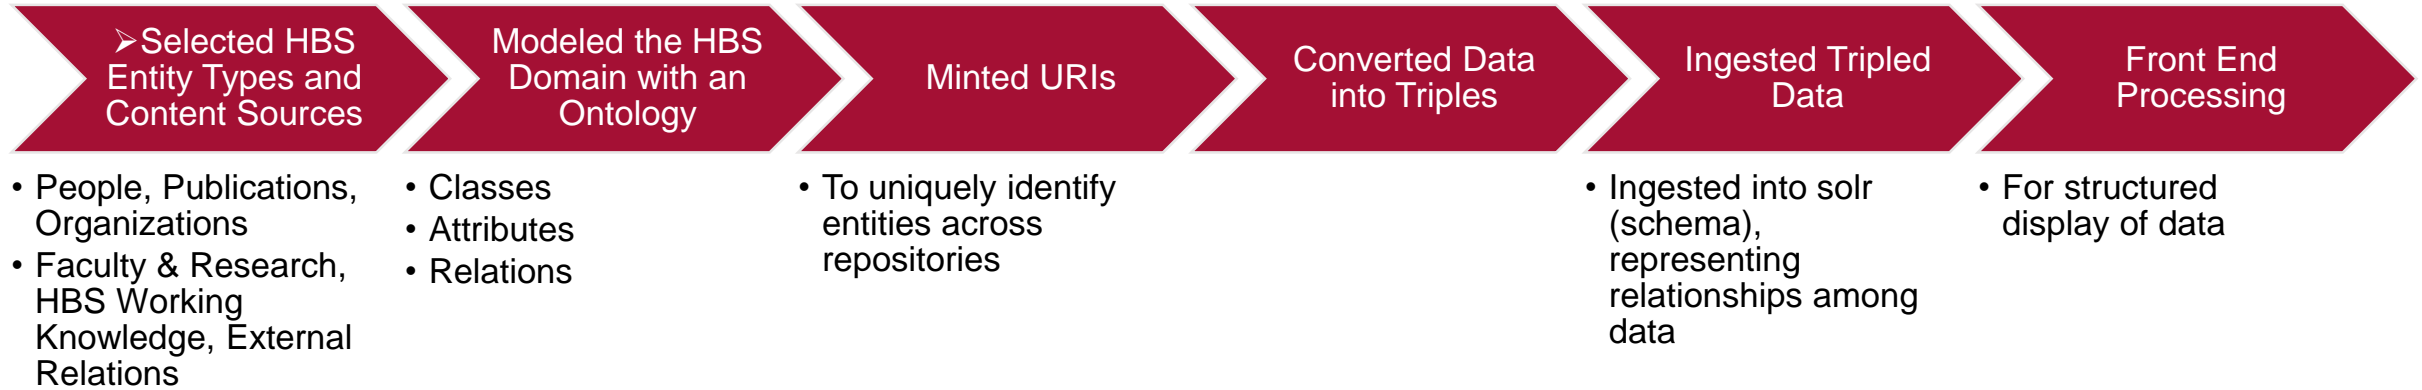 ➢Selected HBS
Entity Types and
Content Sources
Modeled the HBS
Domain with an
Ontology
Minted URIs
Converted Data
into Triples
Ingested Tripled
Data
Front End
Processing
• People, Publications,
Organizations
• Faculty & Research,
HBS Working
Knowledge, External
Relations
• Classes
• Attributes
• Relations
• To uniquely identify
entities across
repositories
• Ingested into solr
(schema),
representing
relationships among
data
• For structured
display of data